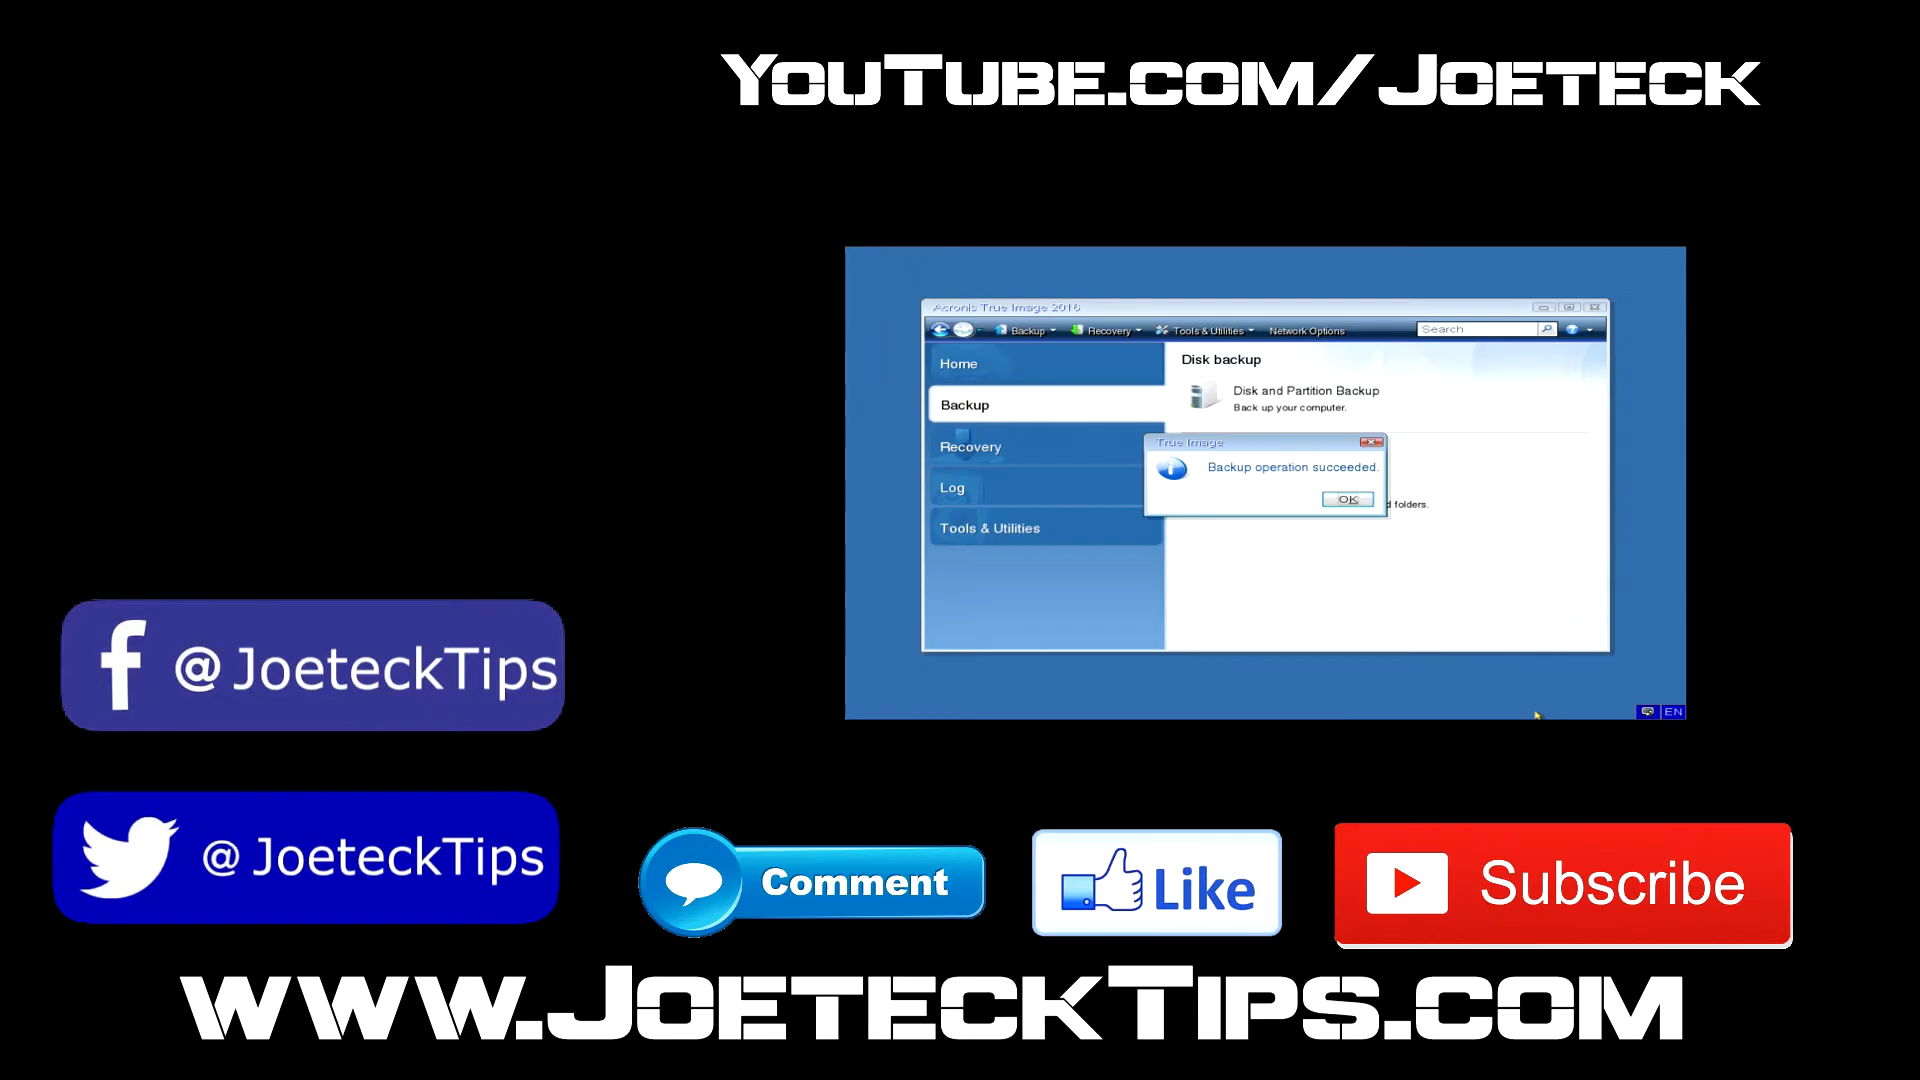 YouTube.com/Joeteck
Acronis True Image 2016
Backup Recovery Tools & Utilities Network Options Search
Home
Backup
Recovery
Log
Tools & Utilities
Disk backup
Disk and Partition Backup
Back up your computer.
True Image
Backup operation succeeded.
OK
d folders.
EN
f @JoeteckTips
@JoeteckTips
Comment
Like
Subscribe
www.JoeteckTips.com